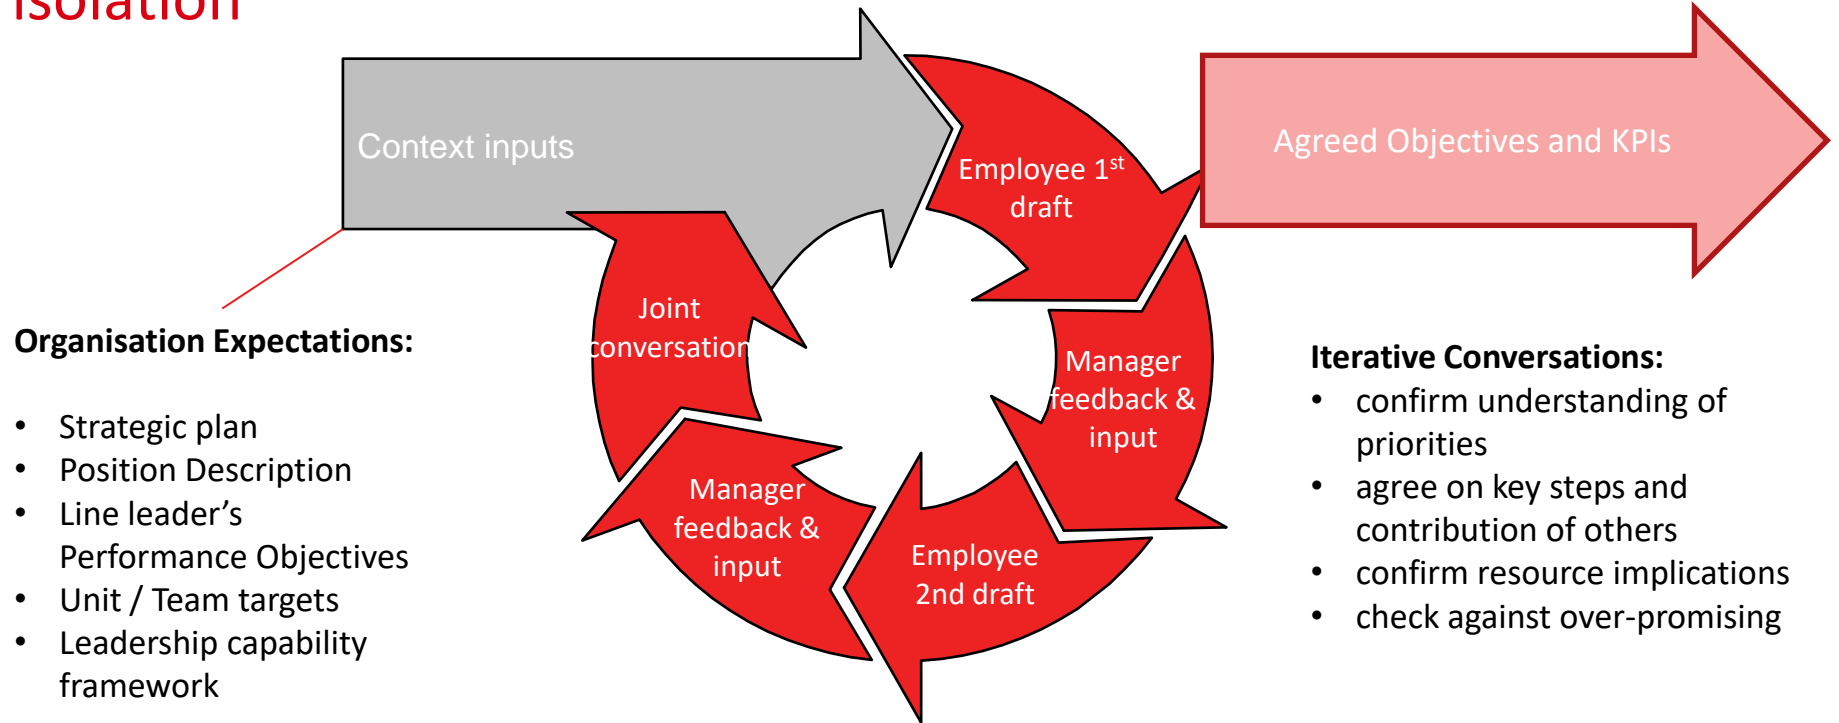 isolation
Context inputs
Employee 1st
draft
Agreed Objectives and KPIs
Joint
conversation
Manager
feedback &
input
Manager
feedback &
input
Employee
2nd draft
Organisation Expectations:
• Strategic plan
• Position Description
• Line leader’s
Performance Objectives
• Unit / Team targets
• Leadership capability
framework
Iterative Conversations:
• confirm understanding of
priorities
• agree on key steps and
contribution of others
• confirm resource implications
• check against over-promising